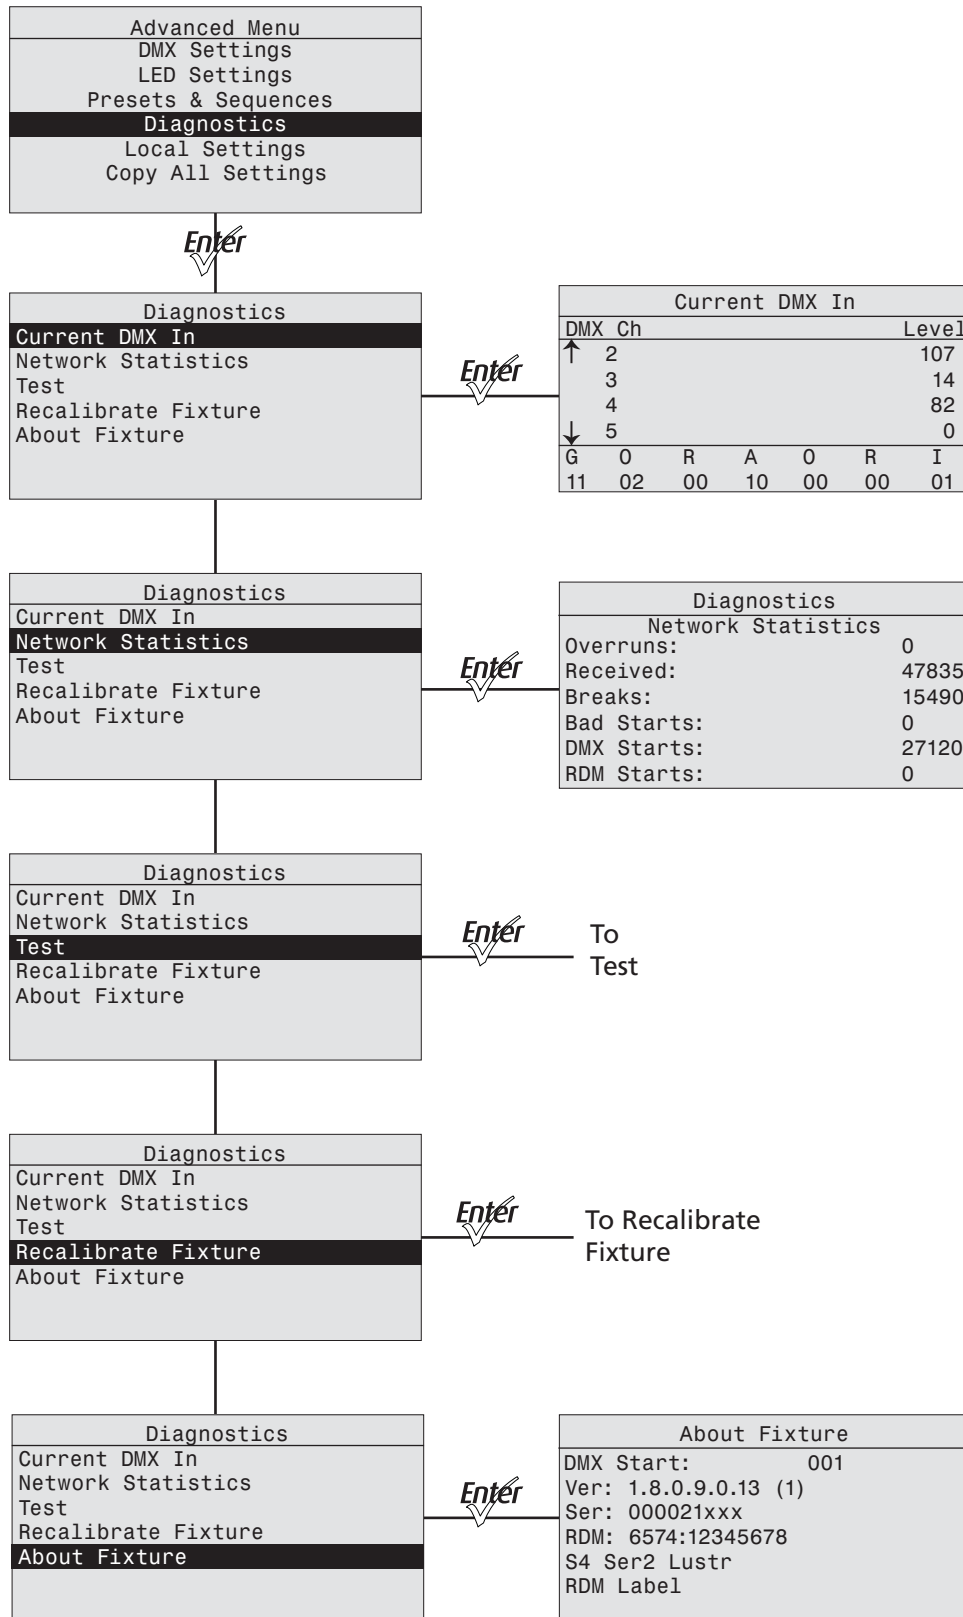 Advanced Menu
DMX Settings
LED Settings
Presets & Sequences
Diagnostics
Local Settings
Copy All Settings
Enter
Diagnostics
Current DMX In
Network Statistics
Test
Recalibrate Fixture
About Fixture
Enter
Current DMX In
DMX Ch Level
2 107
3 14
4 82
5 0
G O R A O R I
11 02 00 10 00 00 01
Diagnostics
Current DMX In
Network Statistics
Test
Recalibrate Fixture
About Fixture
Enter
Diagnostics
Network Statistics
Overruns: 0
Received: 47835
Breaks: 15490
Bad Starts: 0
DMX Starts: 27120
RDM Starts: 0
Diagnostics
Current DMX In
Network Statistics
Test
Recalibrate Fixture
About Fixture
Enter
To
Test
Diagnostics
Current DMX In
Network Statistics
Test
Recalibrate Fixture
About Fixture
Enter
To Recalibrate
Fixture
Diagnostics
Current DMX In
Network Statistics
Test
Recalibrate Fixture
About Fixture
Enter
About Fixture
DMX Start: 001
Ver: 1.8.0.9.0.13 (1)
Ser: 000021xxx
RDM: 6574:12345678
S4 Ser2 Lustr
RDM Label